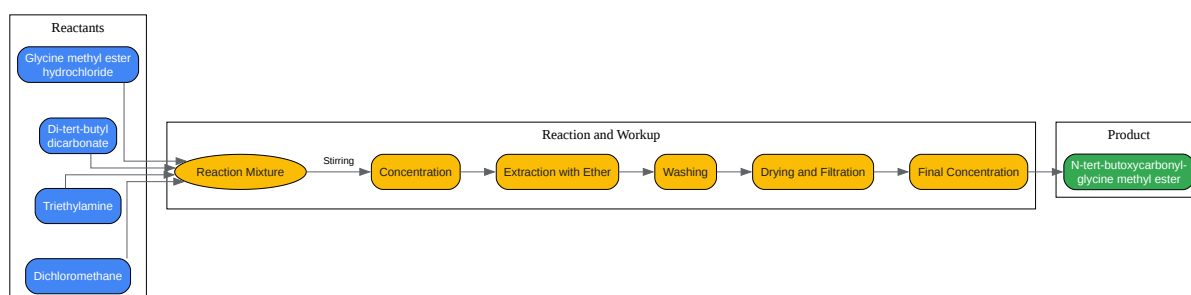 Reactants
Glycine methyl ester
hydrochloride
Di-tert-butyl
dicarbonate
Triethylamine
Dichloromethane
Reaction and Workup
Reaction Mixture
Stirring
Concentration
Extraction with Ether
Washing
Drying and Filtration
Final Concentration
Product
N-tert-butoxycarbonyl-
glycine methyl ester